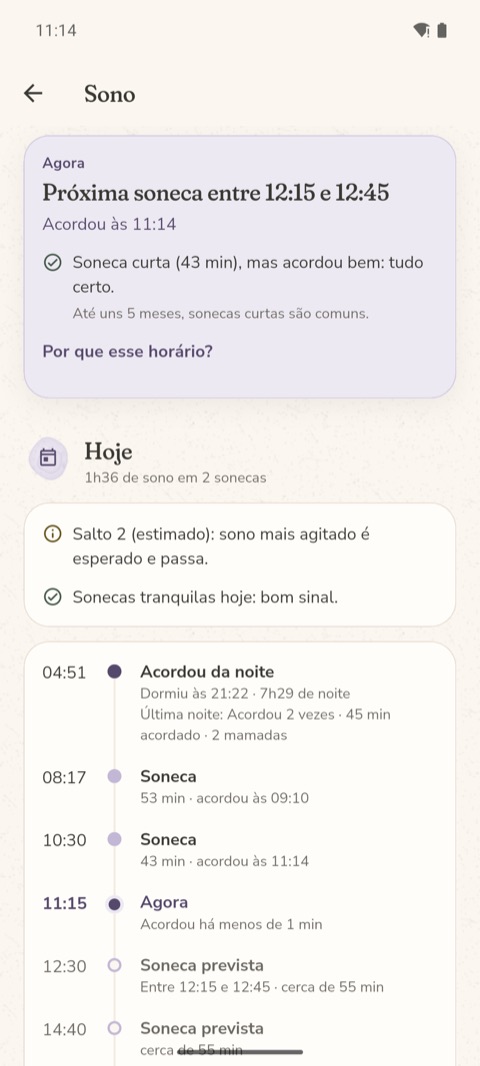 11:14
Sono
Agora
Próxima soneca entre 12:15 e 12:45
Acordou às 11:14
Soneca curta (43 min), mas acordou bem: tudo
certo.
Até uns 5 meses, sonecas curtas são comuns.
Por que esse horário?
Hoje
1h36 de sono em 2 sonecas
Salto 2 (estimado): sono mais agitado é
esperado e passa.
Sonecas tranquilas hoje: bom sinal.
04:51 Acordou da noite
Dormiu às 21:22 · 7h29 de noite
Última noite: Acordou 2 vezes · 45 min
acordado · 2 mamadas
08:17 Soneca
53 min · acordou às 09:10
10:30 Soneca
43 min · acordou às 11:14
11:15 Agora
Acordou há menos de 1 min
12:30 Soneca prevista
Entre 12:15 e 12:45 · cerca de 55 min
14:40 Soneca prevista
cerca de 55 min